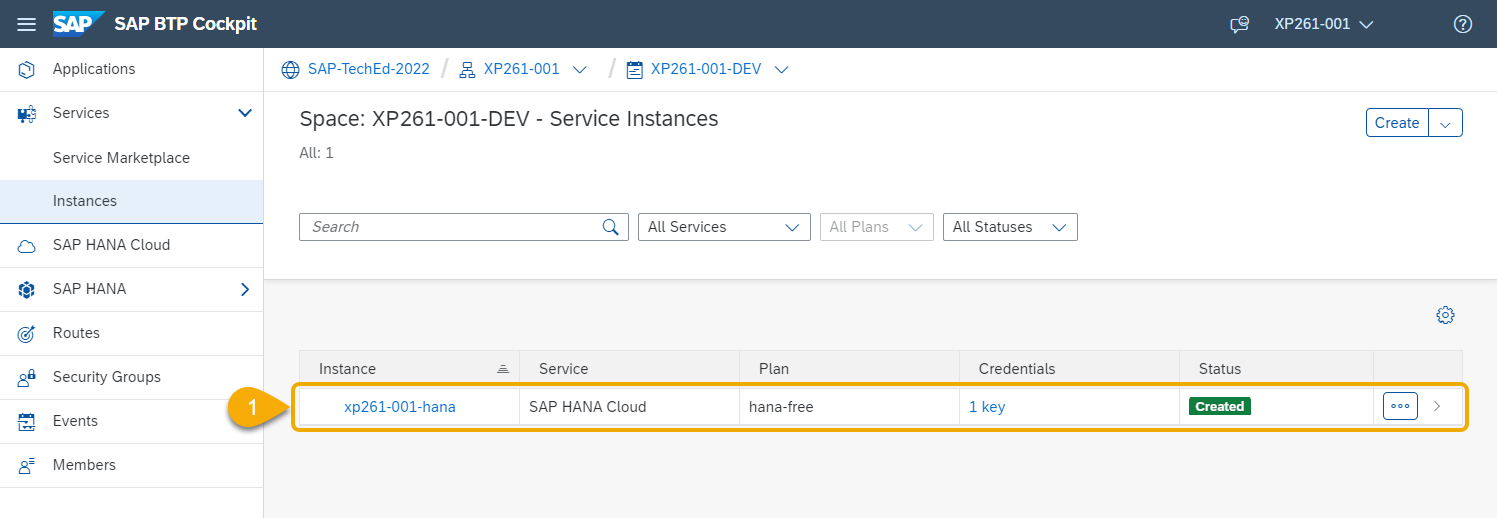 SAP SAP BTP Cockpit XP261-001
Applications
Services
Service Marketplace
Instances
SAP HANA Cloud
SAP HANA
Routes
Security Groups
Events
Members
SAP-TechEd-2022 / XP261-001 / XP261-001-DEV
Space: XP261-001-DEV - Service Instances
All: 1
Create
Search All Services All Plans All Statuses
Instance Service Plan Credentials Status
1 xp261-001-hana SAP HANA Cloud hana-free 1 key Created